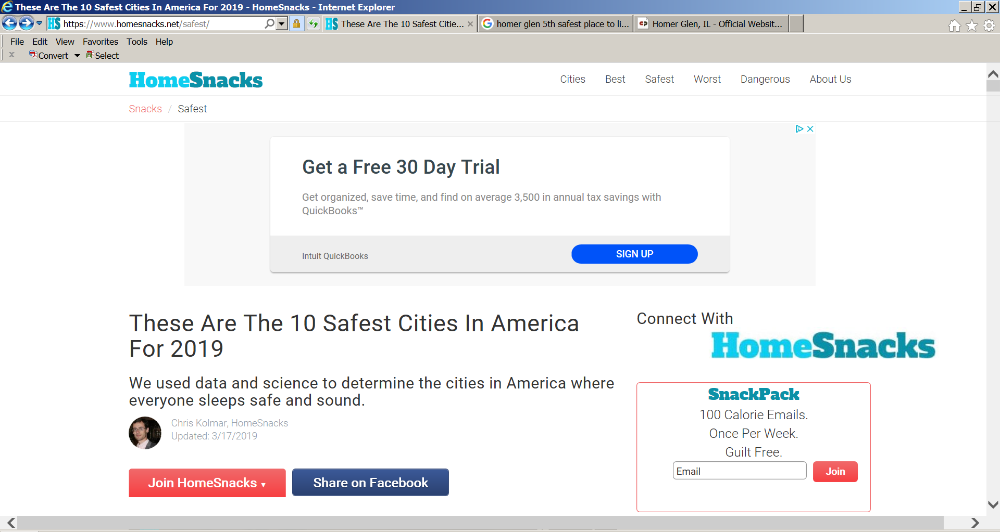 These Are The 10 Safest Cities In America For 2019 - HomeSnacks - Internet Explorer
https://www.homesnacks.net/safest/
These Are The 10 Safest Citie...
homer glen 5th safest place to li...
Homer Glen, IL - Official Websit...
File Edit View Favorites Tools Help
Convert Select
HomeSnacks
Cities Best Safest Worst Dangerous About Us
Snacks / Safest
Get a Free 30 Day Trial
Get organized, save time, and find on average 3,500 in annual tax savings with
QuickBooks™
Intuit QuickBooks
SIGN UP
These Are The 10 Safest Cities In America
For 2019
We used data and science to determine the cities in America where
everyone sleeps safe and sound.
Chris Kolmar, HomeSnacks
Updated: 3/17/2019
Join HomeSnacks ▾
Share on Facebook
Connect With
HomeSnacks
SnackPack
100 Calorie Emails.
Once Per Week.
Guilt Free.
Email
Join